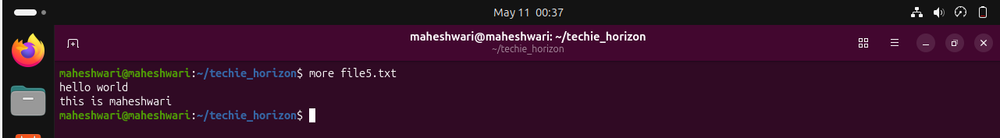 May 11 00:37
maheshwari@maheshwari: ~/techie_horizon
~/techie_horizon
maheshwari@maheshwari:~/techie_horizon$ more file5.txt
hello world
this is maheshwari
maheshwari@maheshwari:~/techie_horizon$